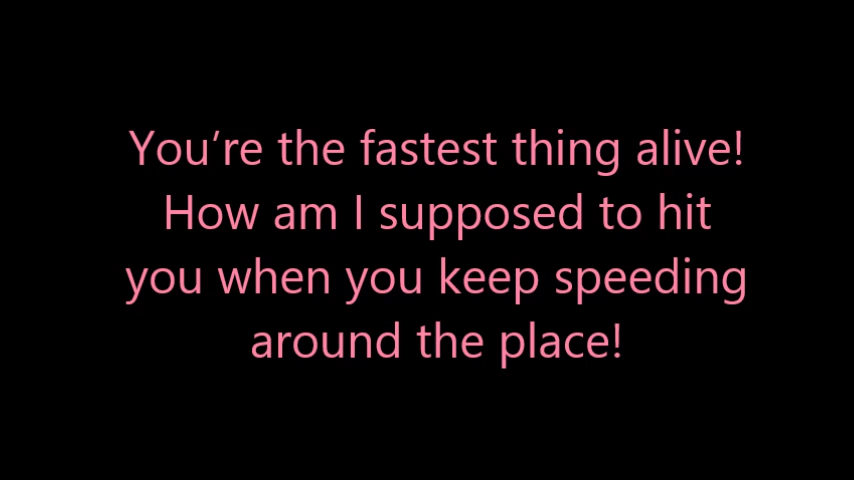 You’re the fastest thing alive!
How am I supposed to hit
you when you keep speeding
around the place!